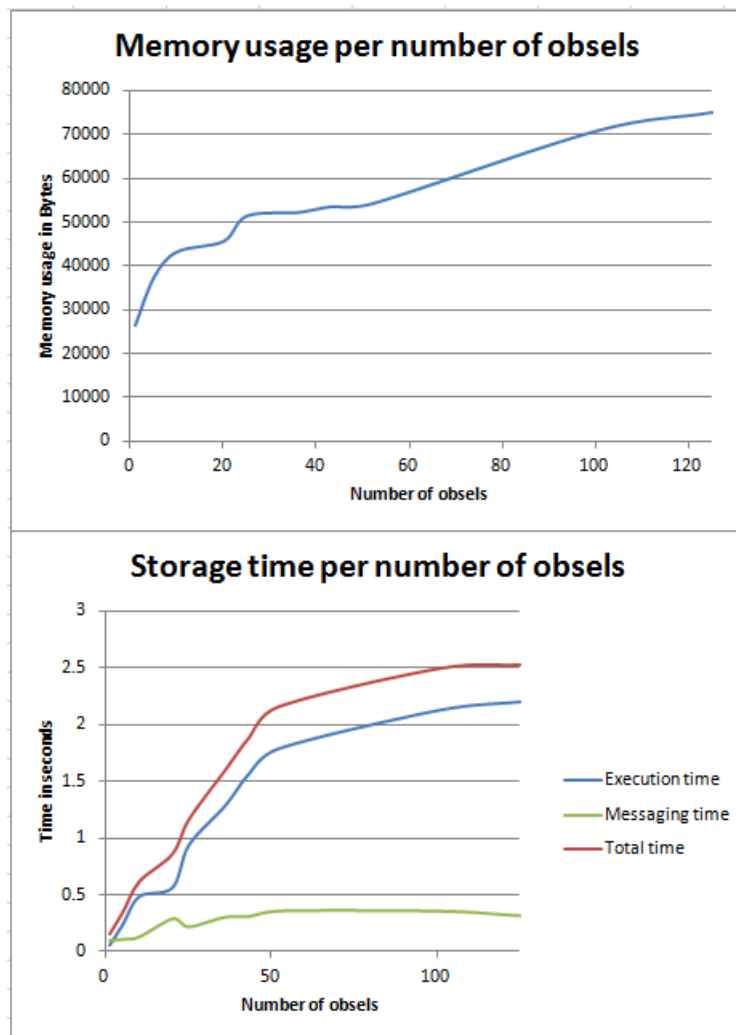 Memory usage per number of obsels
80000
70000
60000
50000
40000
30000
20000
10000
0
Memory usage in Bytes
0 20 40 60 80 100 120
Number of obsels
Storage time per number of obsels
3
2.5
2
1.5
1
0.5
0
Time in seconds
0 50 100
Number of obsels
Execution time
Messaging time
Total time